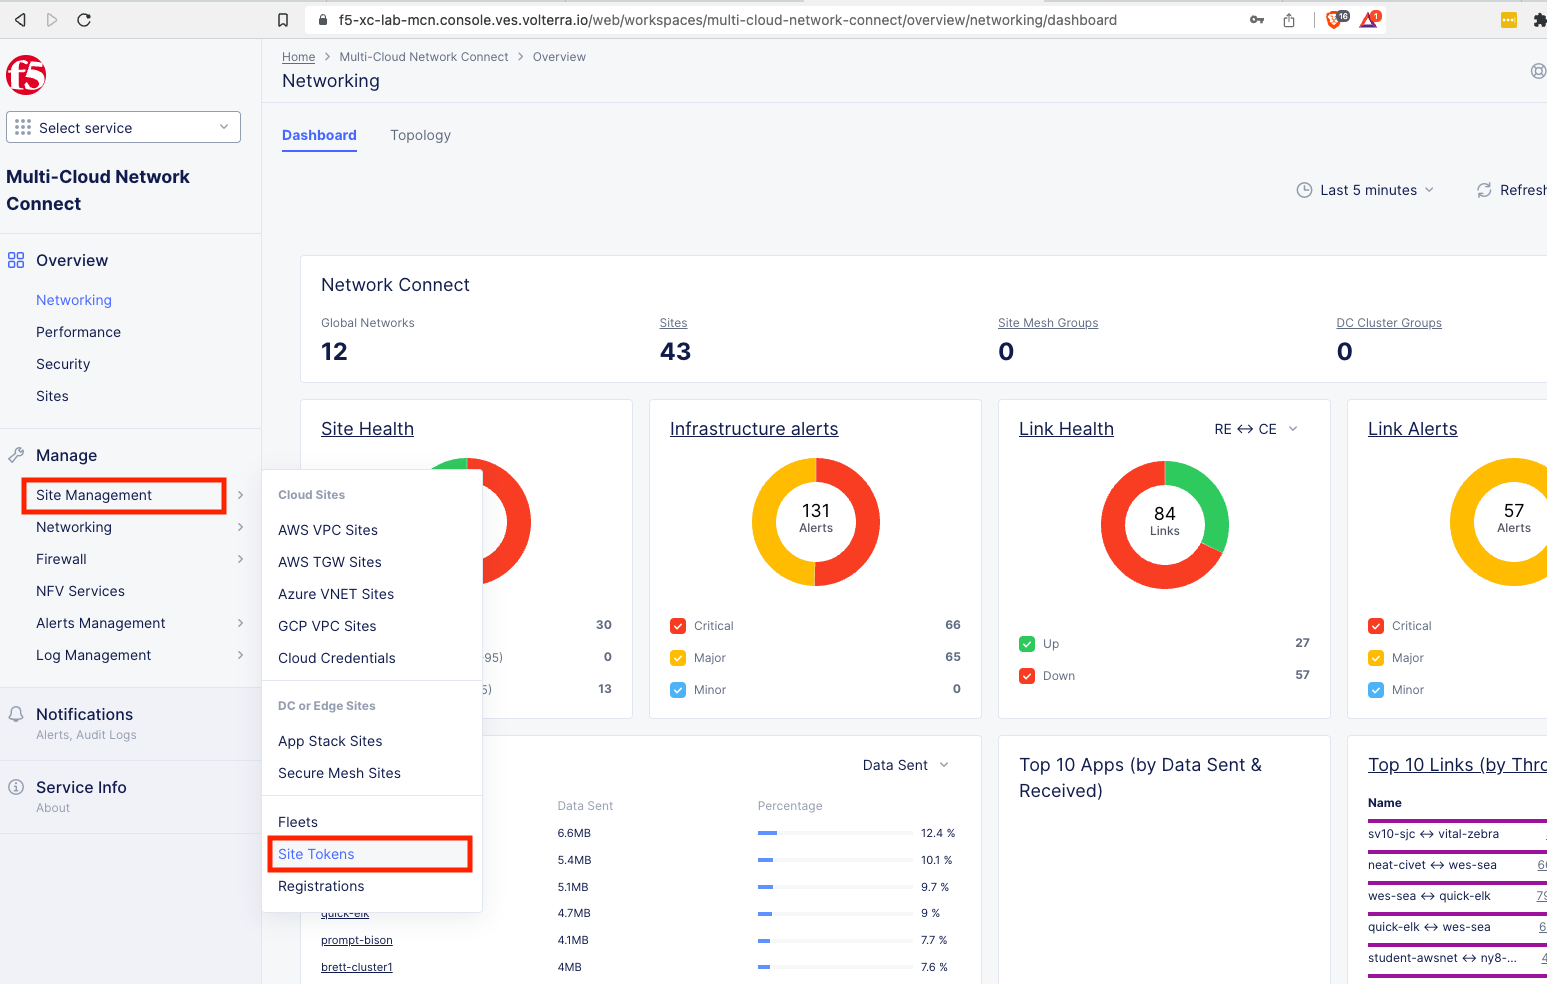 f5-xc-lab-mcn.console.ves.volterra.io/web/workspaces/multi-cloud-network-connect/overview/networking/dashboard
16
1
f5
Select service
Multi-Cloud Network
Connect
Overview
Networking
Performance
Security
Sites
Manage
Site Management
Networking
Firewall
NFV Services
Alerts Management
Log Management
Notifications
Alerts, Audit Logs
Service Info
About
Home > Multi-Cloud Network Connect > Overview
Networking
Dashboard
Topology
Last 5 minutes
Refresh
Network Connect
Global Networks
12
Sites
43
Site Mesh Groups
0
DC Cluster Groups
0
Cloud Sites
AWS VPC Sites
AWS TGW Sites
Azure VNET Sites
GCP VPC Sites
Cloud Credentials
DC or Edge Sites
App Stack Sites
Secure Mesh Sites
Fleets
Site Tokens
Registrations
Site Health
30
95) 0
5) 13
Infrastructure alerts
131
Alerts
Critical 66
Major 65
Minor 0
Link Health
RE <-> CE
84
Links
Up 27
Down 57
Link Alerts
57
Alerts
Critical
Major
Minor
Data Sent
Data Sent Percentage
6.6MB 12.4 %
5.4MB 10.1 %
5.1MB 9.7 %
quick-elk 4.7MB 9 %
prompt-bison 4.1MB 7.7 %
brett-cluster1 4MB 7.6 %
Top 10 Apps (by Data Sent &
Received)
Top 10 Links (by Thro
Name
sv10-sjc <-> vital-zebra
neat-civet <-> wes-sea
wes-sea <-> quick-elk 79
quick-elk <-> wes-sea 6
student-awsnet <-> ny8-... 4